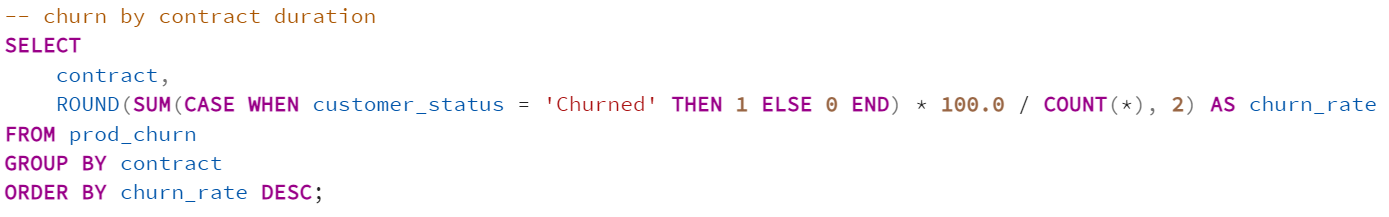 -- churn by contract duration
SELECT
    contract,
    ROUND(SUM(CASE WHEN customer_status = 'Churned' THEN 1 ELSE 0 END) * 100.0 / COUNT(*), 2) AS churn_rate
FROM prod_churn
GROUP BY contract
ORDER BY churn_rate DESC;